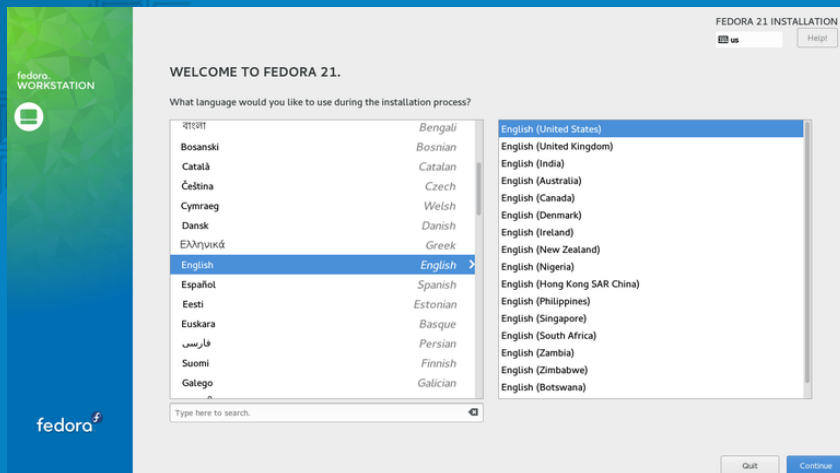 FEDORA 21 INSTALLATION
us
Help!
fedora.
WORKSTATION
WELCOME TO FEDORA 21.
What language would you like to use during the installation process?
বাংলা Bengali
Bosanski Bosnian
Català Catalan
Čeština Czech
Cymraeg Welsh
Dansk Danish
Ελληνικά Greek
English English
Español Spanish
Eesti Estonian
Euskara Basque
فارسی Persian
Suomi Finnish
Galego Galician
English (United States)
English (United Kingdom)
English (India)
English (Australia)
English (Canada)
English (Denmark)
English (Ireland)
English (New Zealand)
English (Nigeria)
English (Hong Kong SAR China)
English (Philippines)
English (Singapore)
English (South Africa)
English (Zambia)
English (Zimbabwe)
English (Botswana)
Type here to search.
fedora
Quit
Continue